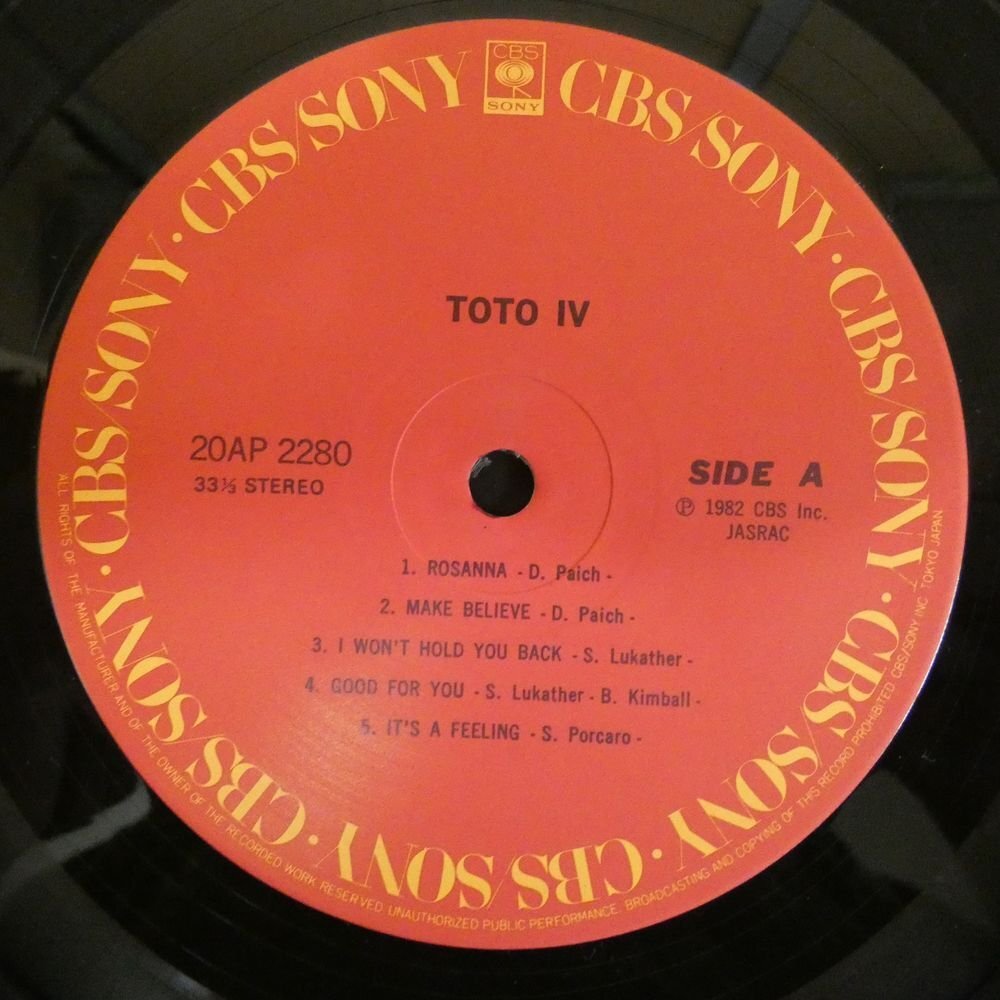 CBS
SONY
CBS/SONY · CBS/SONY · CBS/SONY · CBS/SONY · CBS/SONY · CBS/SONY · CBS/SONY · CBS/SONY
TOTO IV
20AP 2280
33⅓ STEREO
SIDE A
Ⓟ 1982 CBS Inc.
JASRAC
1. ROSANNA - D. Paich -
2. MAKE BELIEVE - D. Paich -
3. I WON'T HOLD YOU BACK - S. Lukather -
4. GOOD FOR YOU - S. Lukather - B. Kimball -
5. IT'S A FEELING - S. Porcaro -
ALL RIGHTS OF THE MANUFACTURER AND OF THE OWNER OF THE RECORDED WORK RESERVED UNAUTHORIZED PUBLIC PERFORMANCE. BROADCASTING AND COPYING OF THIS RECORD PROHIBITED CBS/SONY INC TOKYO JAPAN